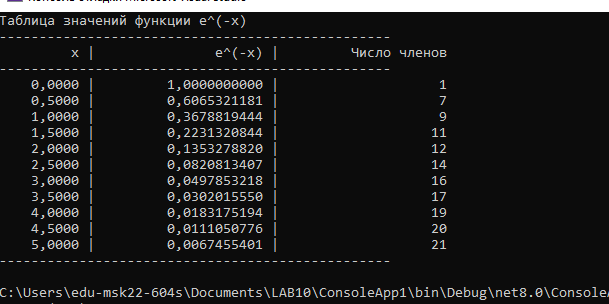 Таблица значений функции e^(-x)
---------------------------------------------------
x | e^(-x) | Число членов
---------------------------------------------------
0,0000 | 1,0000000000 | 1
0,5000 | 0,6065321181 | 7
1,0000 | 0,3678819444 | 9
1,5000 | 0,2231320844 | 11
2,0000 | 0,1353278820 | 12
2,5000 | 0,0820813407 | 14
3,0000 | 0,0497853218 | 16
3,5000 | 0,0302015550 | 17
4,0000 | 0,0183175194 | 19
4,5000 | 0,0111050776 | 20
5,0000 | 0,0067455401 | 21
---------------------------------------------------
C:\Users\edu-msk22-604s\Documents\LAB10\ConsoleApp1\bin\Debug\net8.0\ConsoleA